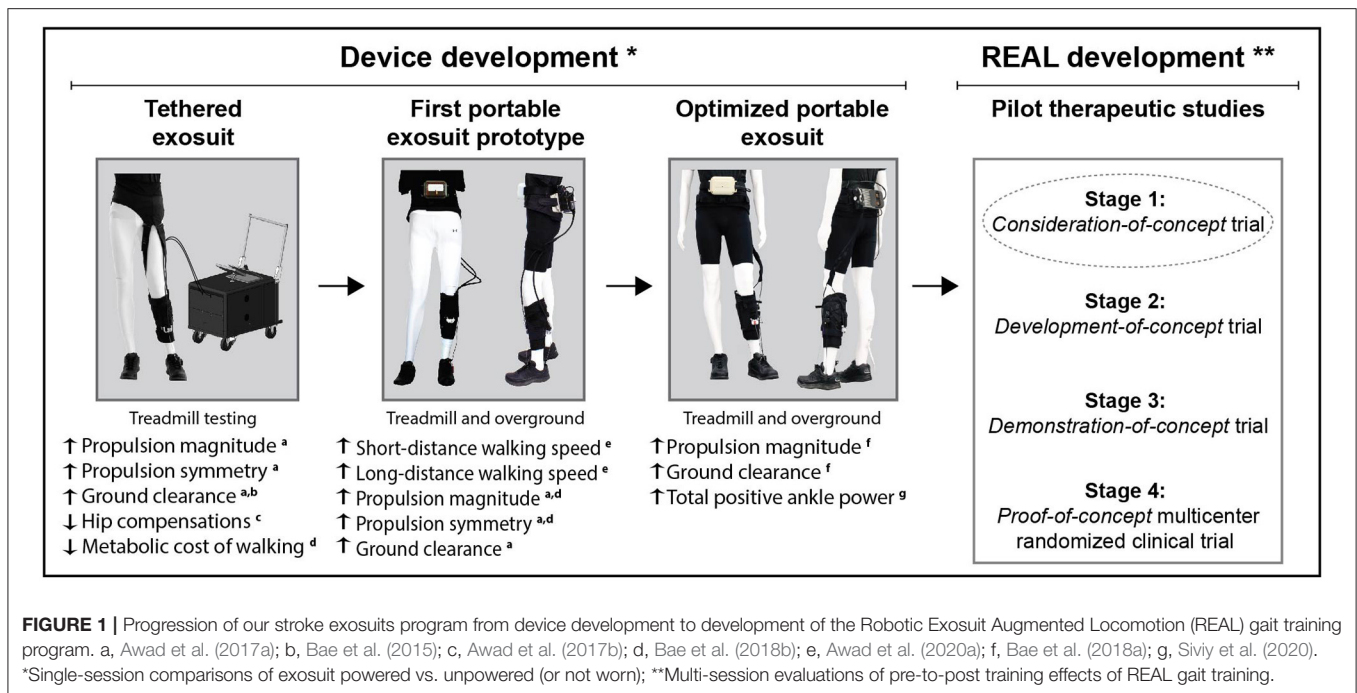 Device development *
REAL development **
Tethered
exosuit
First portable
exosuit prototype
Optimized portable
exosuit
Pilot therapeutic studies
Treadmill testing
↑ Propulsion magnitude a
↑ Propulsion symmetry a
↑ Ground clearance a,b
↓ Hip compensations c
↓ Metabolic cost of walking d
Treadmill and overground
↑ Short-distance walking speed e
↑ Long-distance walking speed e
↑ Propulsion magnitude a,d
↑ Propulsion symmetry a,d
↑ Ground clearance a
Treadmill and overground
↑ Propulsion magnitude f
↑ Ground clearance f
↑ Total positive ankle power g
Stage 1:
Consideration-of-concept trial
Stage 2:
Development-of-concept trial
Stage 3:
Demonstration-of-concept trial
Stage 4:
Proof-of-concept multicenter
randomized clinical trial
FIGURE 1 | Progression of our stroke exosuits program from device development to development of the Robotic Exosuit Augmented Locomotion (REAL) gait training
program. a, Awad et al. (2017a); b, Bae et al. (2015); c, Awad et al. (2017b); d, Bae et al. (2018b); e, Awad et al. (2020a); f, Bae et al. (2018a); g, Siviy et al. (2020).
*Single-session comparisons of exosuit powered vs. unpowered (or not worn); **Multi-session evaluations of pre-to-post training effects of REAL gait training.